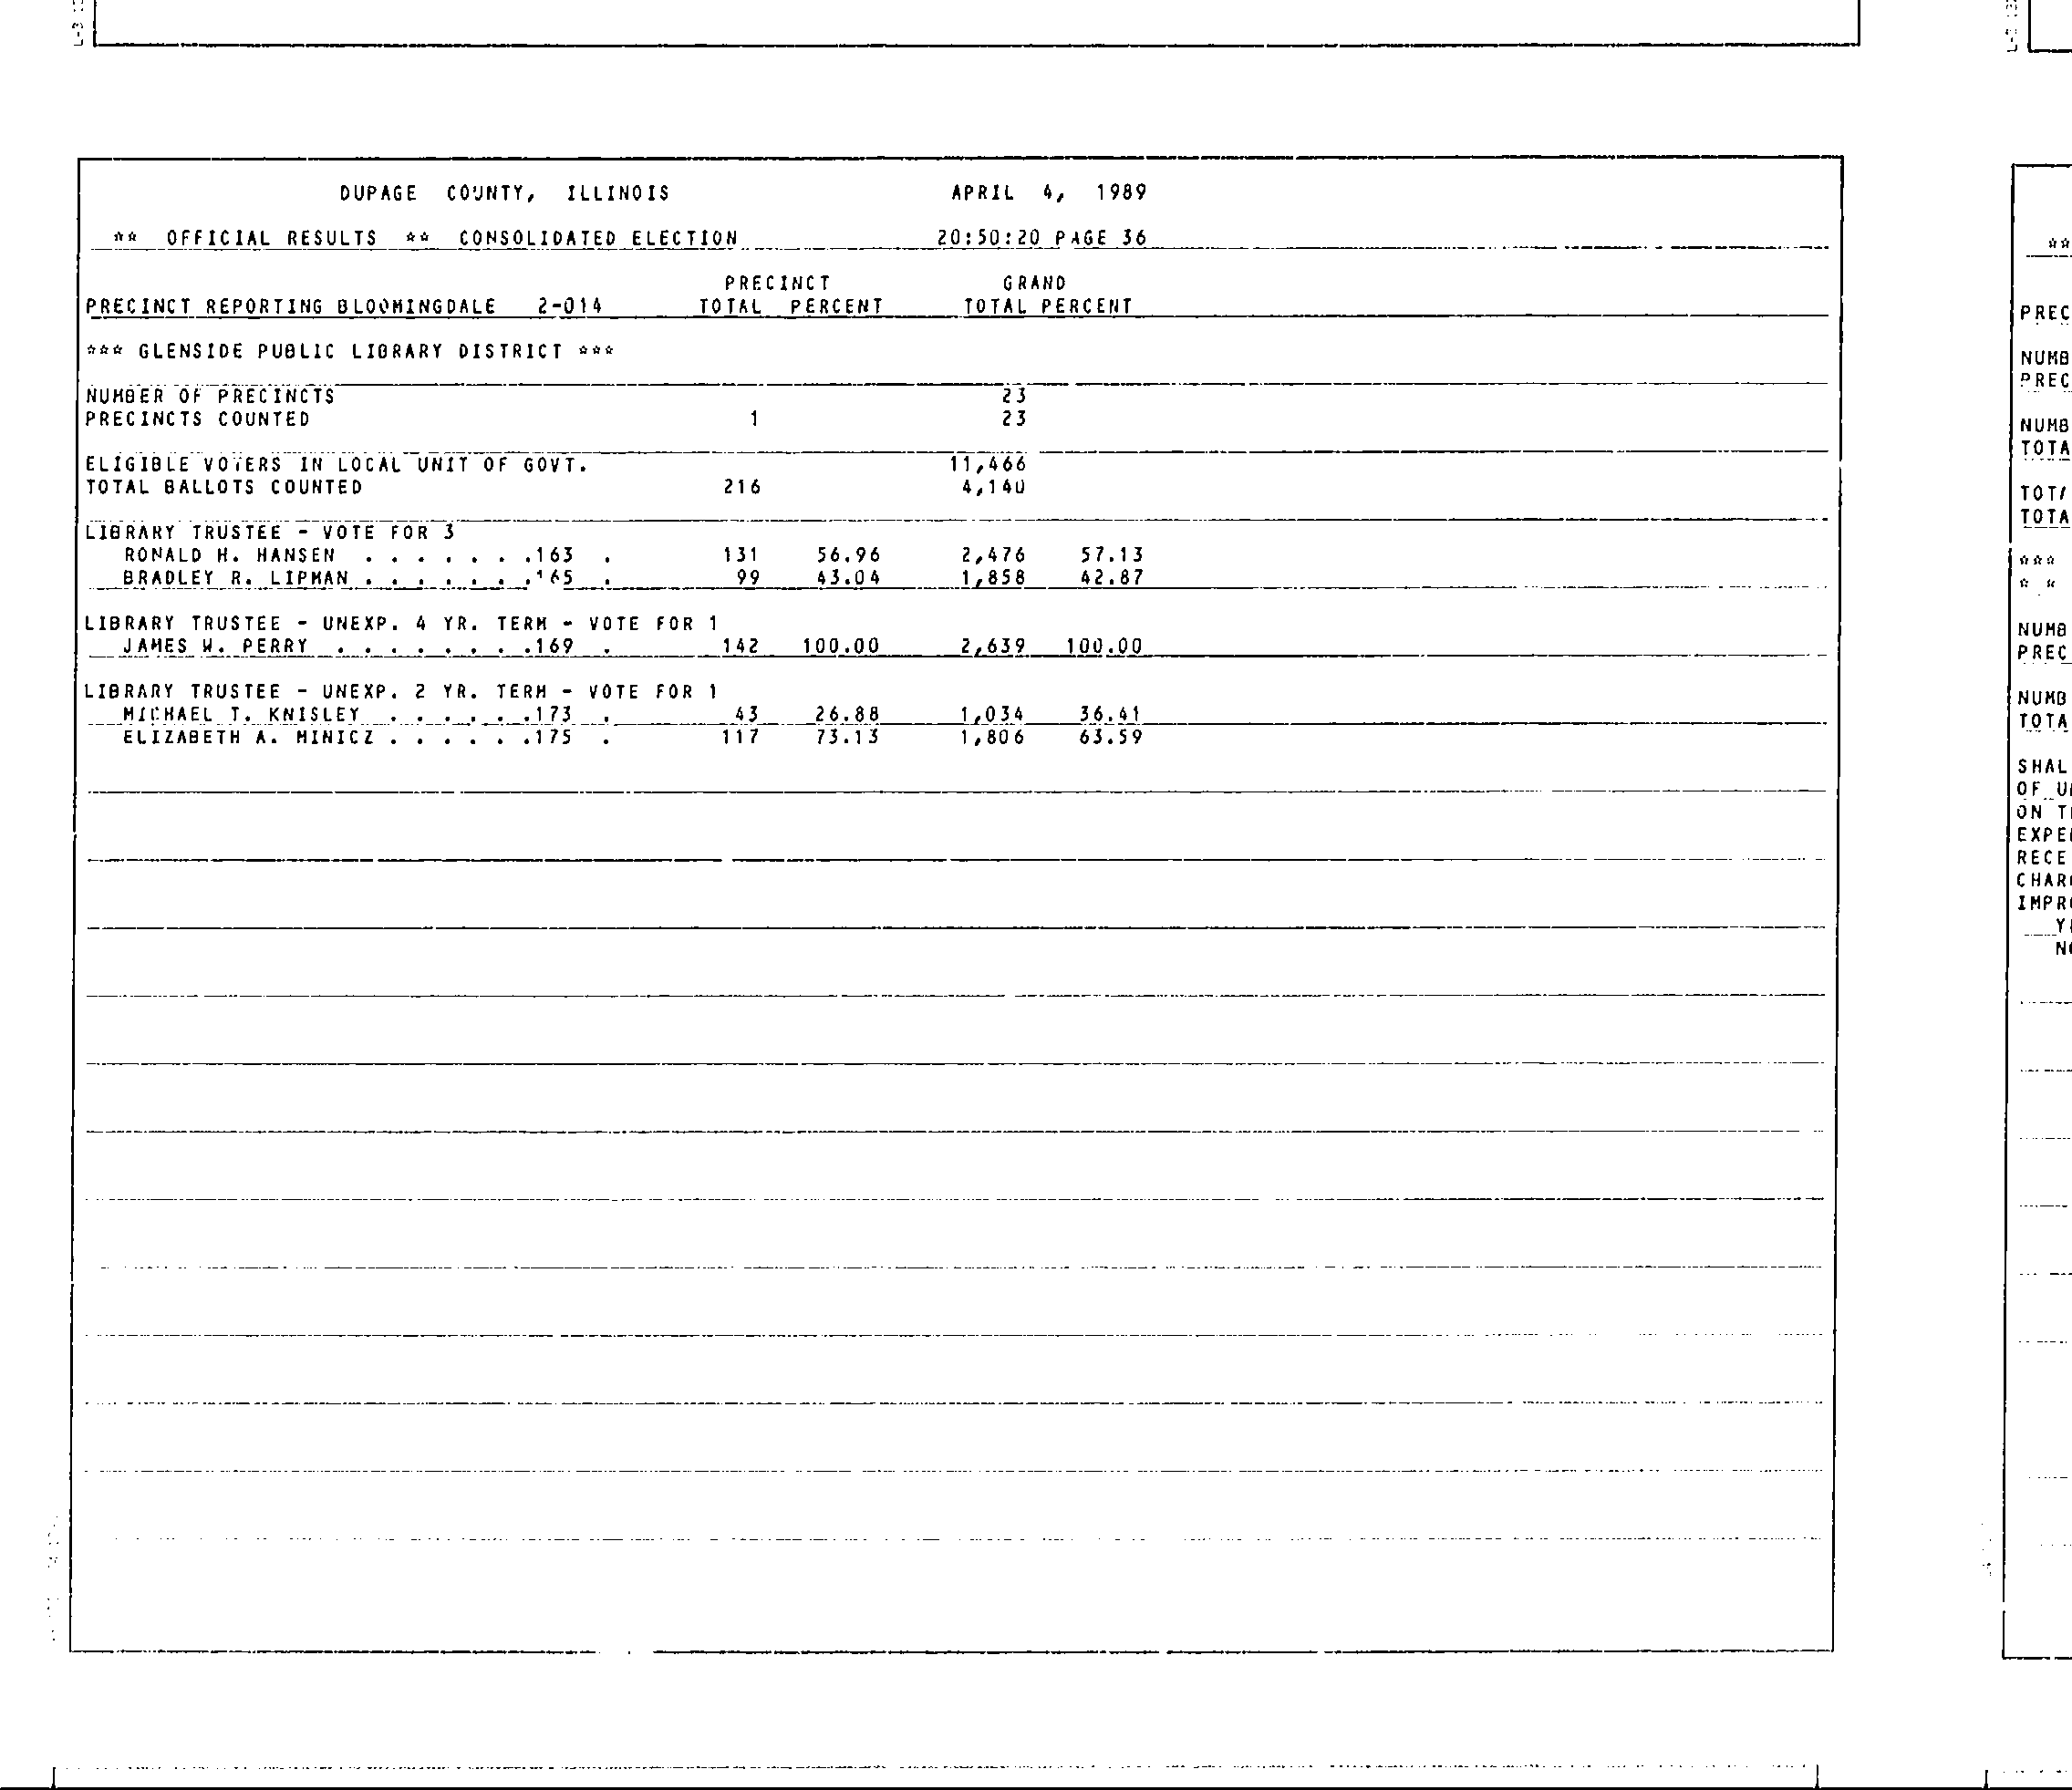 DUPAGE COUNTY, ILLINOIS APRIL 4, 1989
** OFFICIAL RESULTS ** CONSOLIDATED ELECTION 20:50:20 PAGE 36
PRECINCT GRAND
PRECINCT REPORTING BLOOMINGDALE 2-014 TOTAL PERCENT TOTAL PERCENT
*** GLENSIDE PUBLIC LIBRARY DISTRICT ***
NUMBER OF PRECINCTS 23
PRECINCTS COUNTED 1 23
ELIGIBLE VOTERS IN LOCAL UNIT OF GOVT. 11,466
TOTAL BALLOTS COUNTED 216 4,140
LIBRARY TRUSTEE - VOTE FOR 3
RONALD H. HANSEN . . . . . . .163 . 131 56.96 2,476 57.13
BRADLEY R. LIPMAN . . . . . . .165 . 99 43.04 1,858 42.87
LIBRARY TRUSTEE - UNEXP. 4 YR. TERM - VOTE FOR 1
JAMES W. PERRY . . . . . . . .169 . 142 100.00 2,639 100.00
LIBRARY TRUSTEE - UNEXP. 2 YR. TERM - VOTE FOR 1
MICHAEL T. KNISLEY . . . . . .173 . 43 26.88 1,034 36.41
ELIZABETH A. MINICZ . . . . . .175 . 117 73.13 1,806 63.59
**
PREC
NUMB
PREC
NUMB
TOTA
TOTA
***
* *
NUMB
PREC
NUMB
TOTA
SHAL
OF U
ON T
EXPE
RECE
CHAR
IMPR
Y
N